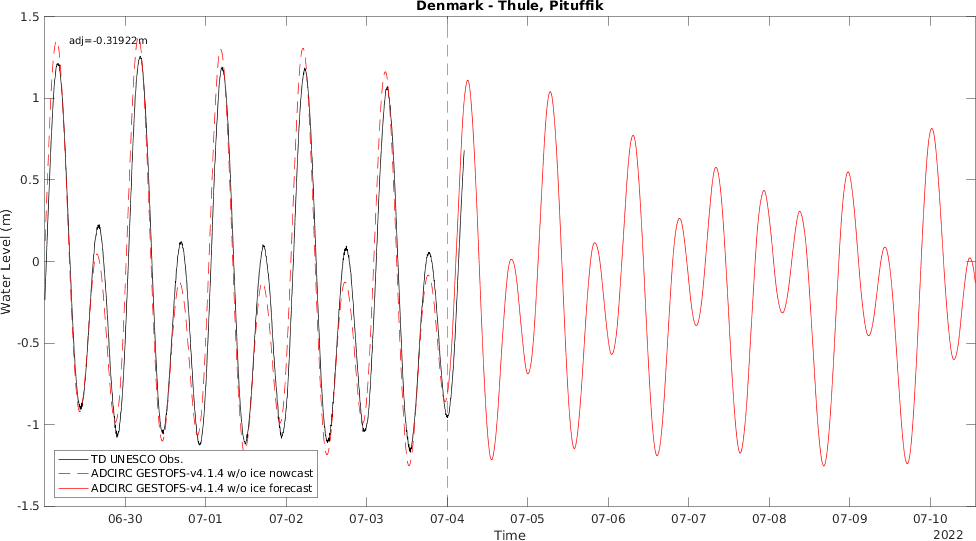 Denmark - Thule, Pituffik
adj=-0.31922m
1.5
1
0.5
0
-0.5
-1
-1.5
Water Level (m)
TD UNESCO Obs.
ADCIRC GESTOFS-v4.1.4 w/o ice nowcast
ADCIRC GESTOFS-v4.1.4 w/o ice forecast
06-30 07-01 07-02 07-03 07-04 07-05 07-06 07-07 07-08 07-09 07-10
Time
2022